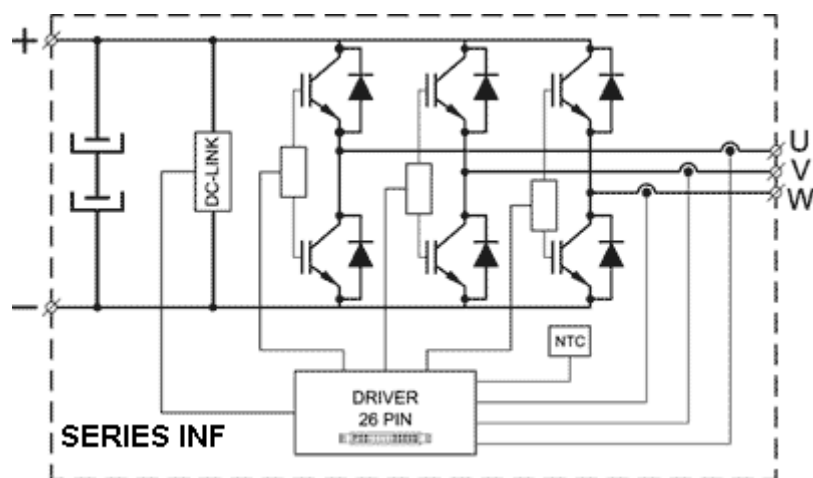 +
U
V
W
DC-LINK
−
NTC
DRIVER
26 PIN
SERIES INF